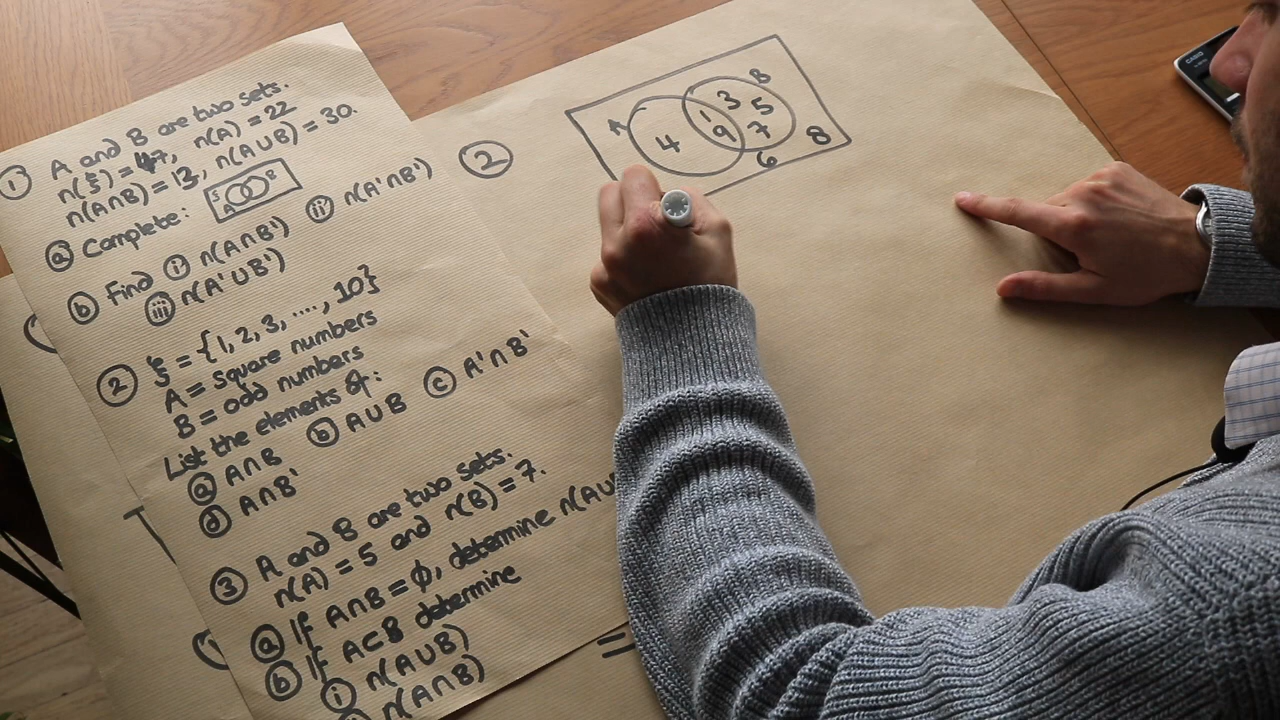 ① A and B are two sets.
n(ξ) = 47, n(A) = 22
n(A∩B) = 13, n(A∪B) = 30.
ⓐ Complete: ξ A B
ⓑ Find ⓘ n(A∩B') ⓘⓘ n(A'∩B')
ⓘⓘⓘ n(A'∪B')
② ξ = {1, 2, 3, ...., 10}
A = square numbers
B = odd numbers
List the elements of:
ⓐ A∩B ⓑ A∪B ⓒ A'∩B'
ⓓ A∩B'
③ A and B are two sets.
n(A) = 5 and n(B) = 7.
ⓐ If A∩B = ϕ, determine n(A∪
ⓑ If A⊂B determine
ⓘ n(A∪B)
n(A∩B)
②
A B
4 1 9 3 5 7
6 8
CASIO